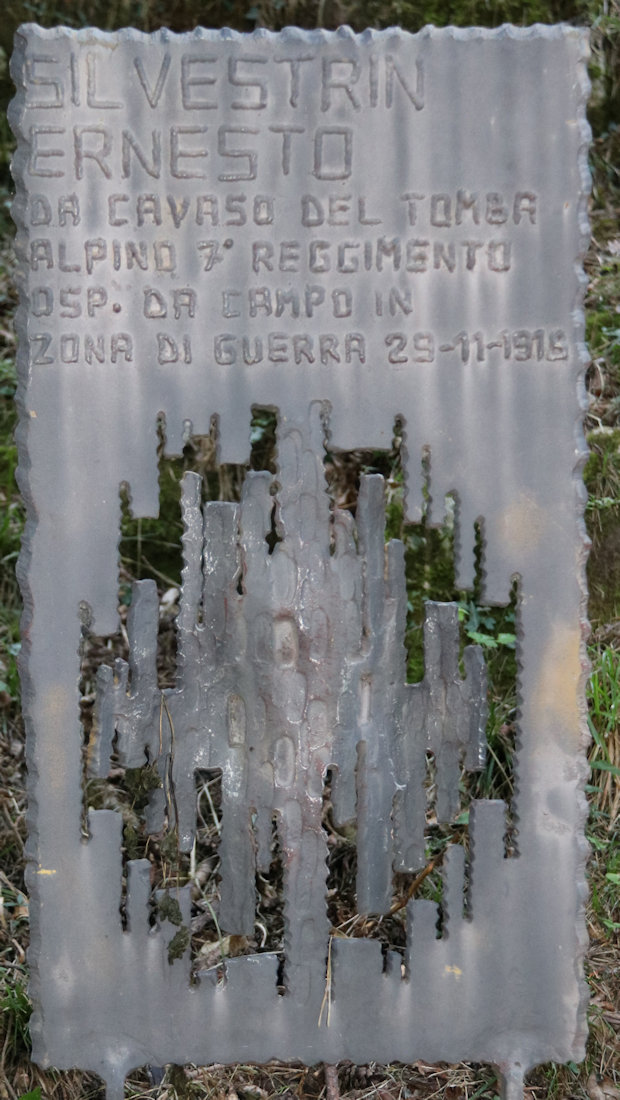 SILVESTRIN
ERNESTO
DA CAVASO DEL TOMBA
ALPINO 7° REGGIMENTO
OSP. DA CAMPO IN
ZONA DI GUERRA 29-11-1916